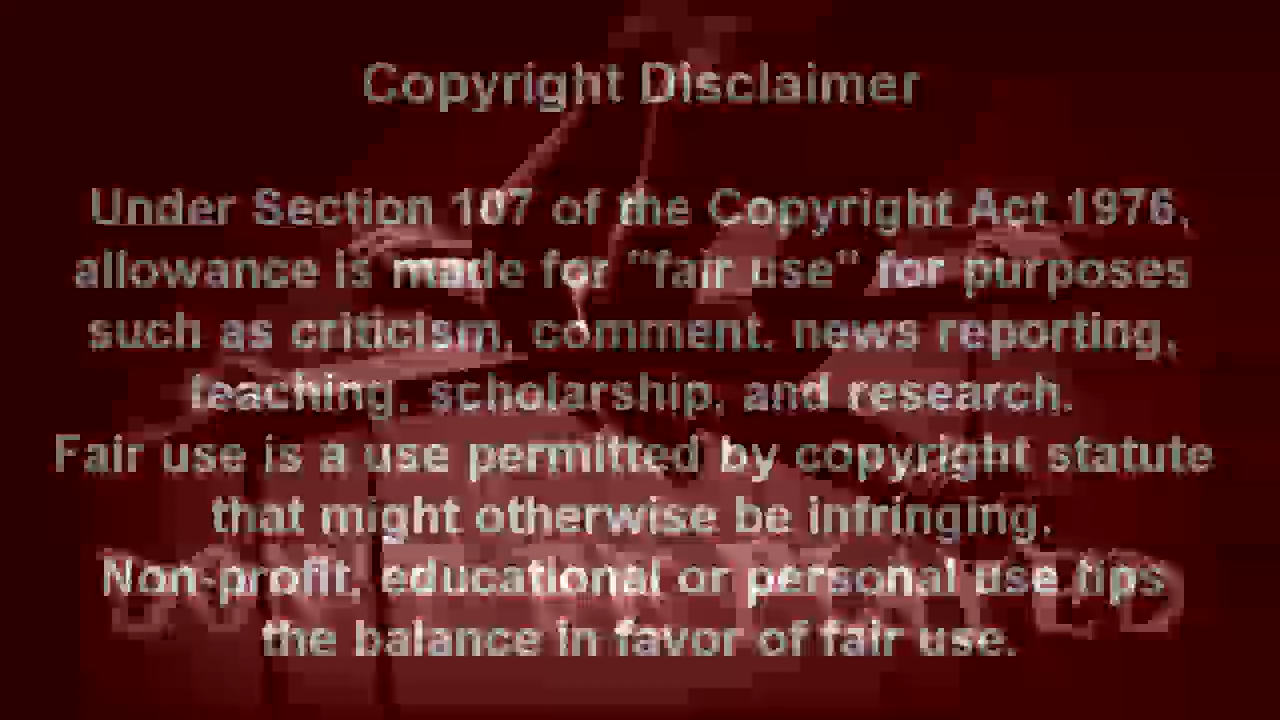 Copyright Disclaimer
Under Section 107 of the Copyright Act 1976,
allowance is made for "fair use" for purposes
such as criticism, comment, news reporting,
teaching, scholarship, and research.
Fair use is a use permitted by copyright statute
that might otherwise be infringing.
Non-profit, educational or personal use tips
the balance in favor of fair use.